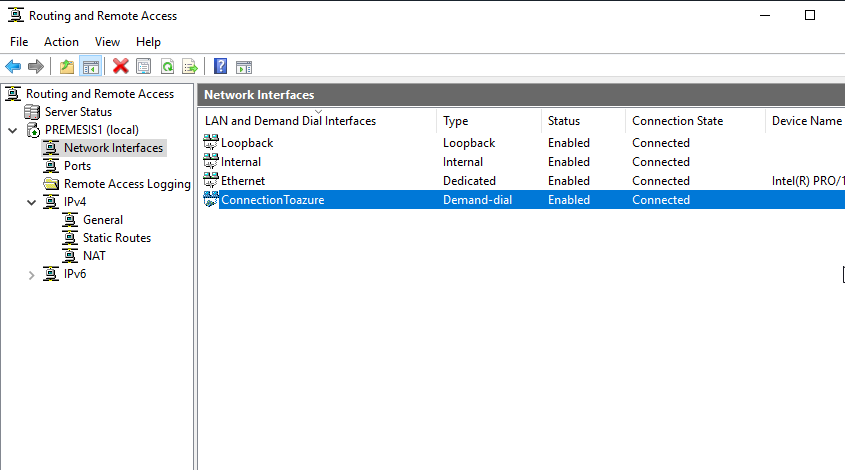 Routing and Remote Access
File Action View Help
Routing and Remote Access
Server Status
PREMESIS1 (local)
Network Interfaces
Ports
Remote Access Logging
IPv4
General
Static Routes
NAT
IPv6
Network Interfaces
LAN and Demand Dial Interfaces Type Status Connection State Device Name
Loopback Loopback Enabled Connected
Internal Internal Enabled Connected
Ethernet Dedicated Enabled Connected Intel(R) PRO/1
ConnectionToazure Demand-dial Enabled Connected